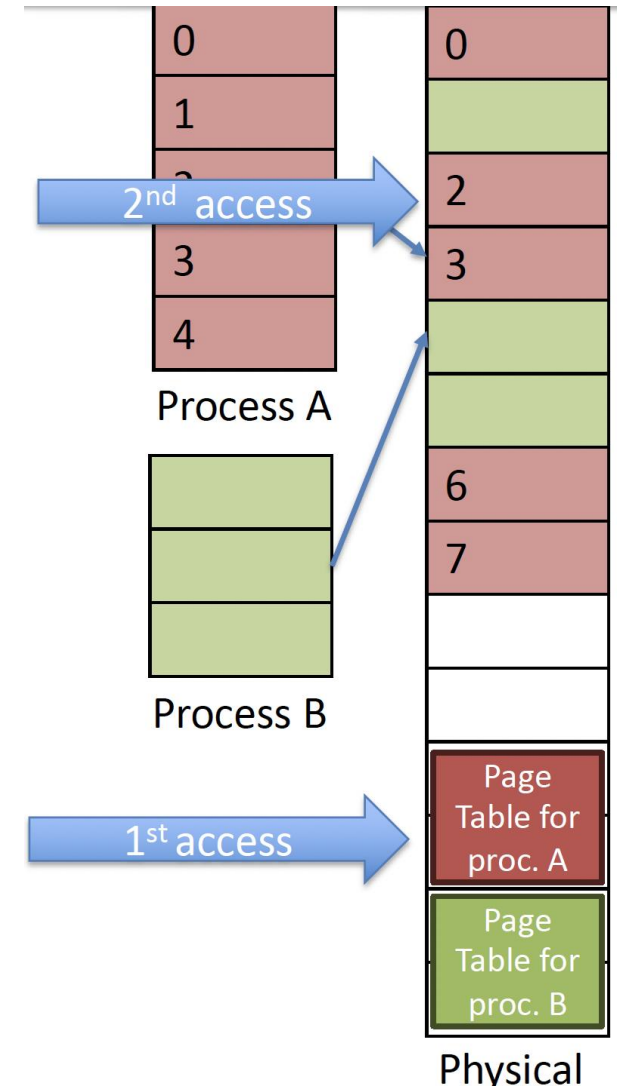 0
1
2
3
4
Process A
Process B
2nd access
1st access
0
2
3
6
7
Page
Table for
proc. A
Page
Table for
proc. B
Physical